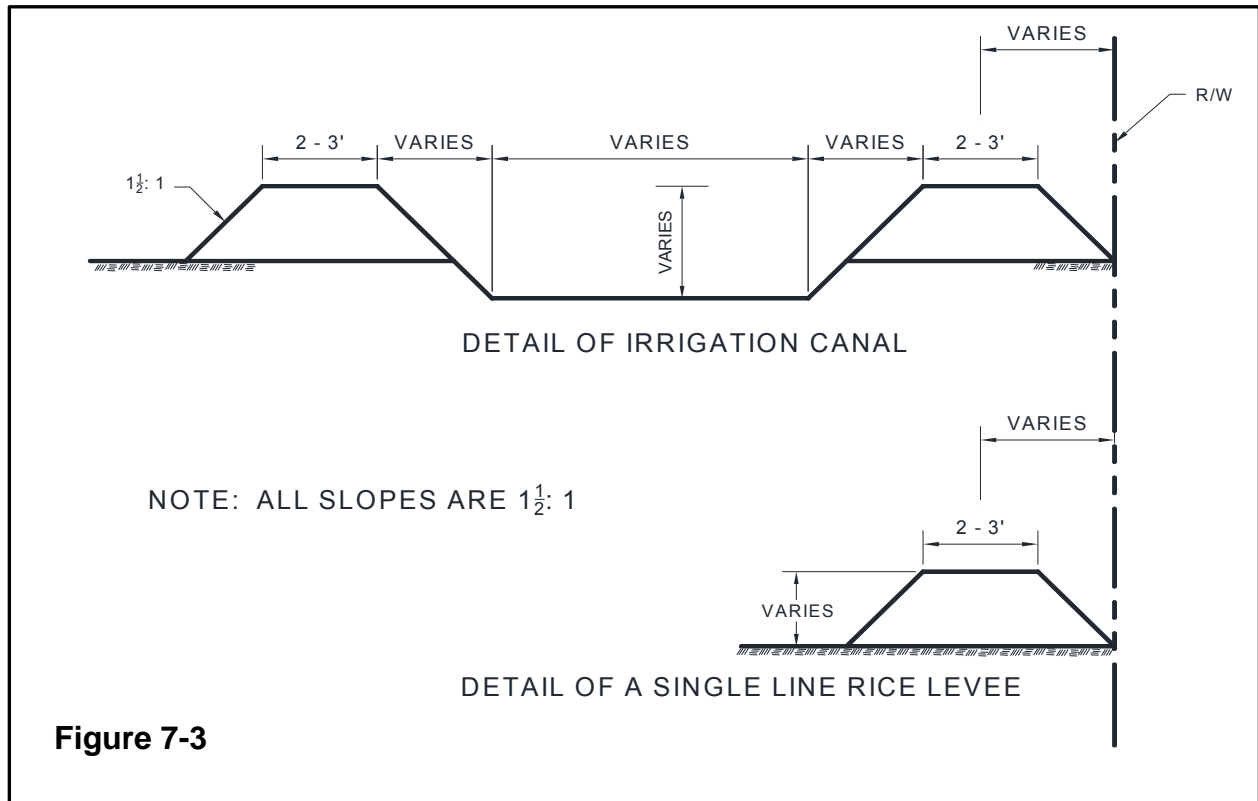 VARIES
R/W
2 - 3' VARIES VARIES VARIES 2 - 3'
1½: 1
VARIES
DETAIL OF IRRIGATION CANAL
VARIES
NOTE: ALL SLOPES ARE 1½: 1
2 - 3'
VARIES
DETAIL OF A SINGLE LINE RICE LEVEE
Figure 7-3